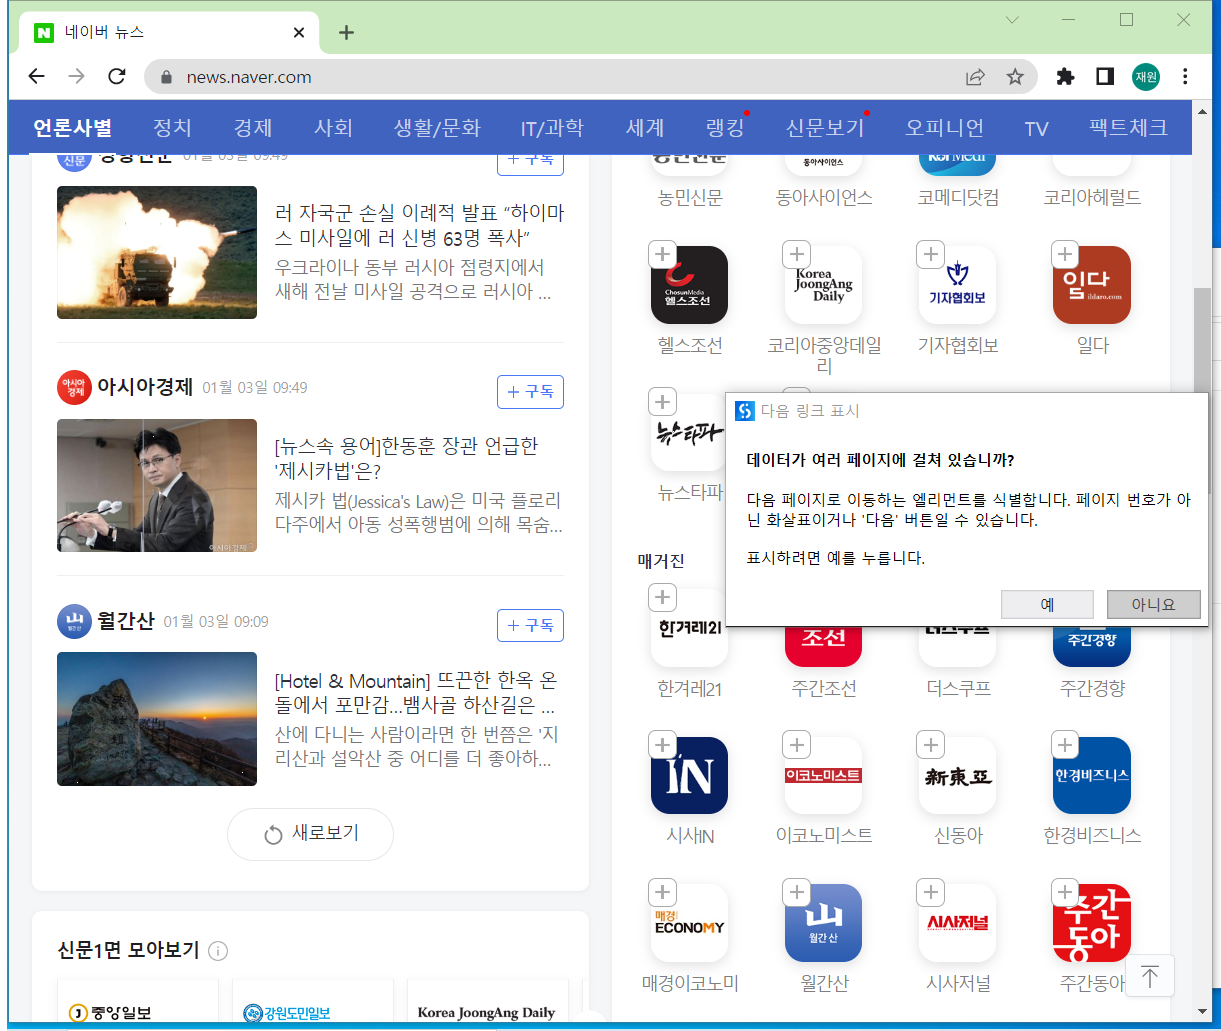 네이버 뉴스
news.naver.com
재원
언론사별 정치 경제 사회 생활/문화 IT/과학 세계 랭킹 신문보기 오피니언 TV 팩트체크
신문
01월 03일 09:49
+ 구독
러 자국군 손실 이례적 발표 “하이마
스 미사일에 러 신병 63명 폭사”
우크라이나 동부 러시아 점령지에서
새해 전날 미사일 공격으로 러시아 ...
아시아
경제
아시아경제 01월 03일 09:49
+ 구독
[뉴스속 용어]한동훈 장관 언급한
'제시카법'은?
제시카 법(Jessica's Law)은 미국 플로리
다주에서 아동 성폭행범에 의해 목숨...
아시아경제
월간산 01월 03일 09:09
+ 구독
[Hotel & Mountain] 뜨끈한 한옥 온
돌에서 포만감...뱀사골 하산길은 ...
산에 다니는 사람이라면 한 번쯤은 '지
리산과 설악산 중 어디를 더 좋아하...
새로보기
신문1면 모아보기
중앙일보
강원도민일보
Korea JoongAng Daily
농민신문
동아사이언스
농민신문 동아사이언스 코메디닷컴 코리아헤럴드
ChosunMedia
헬스조선
Korea
JoongAng
Daily
기자협회보
일다
ildaro.com
헬스조선 코리아중앙데일
리 기자협회보 일다
뉴스타파
뉴스타파
다음 링크 표시
데이터가 여러 페이지에 걸쳐 있습니까?
다음 페이지로 이동하는 엘리먼트를 식별합니다. 페이지 번호가 아
닌 화살표이거나 '다음' 버튼일 수 있습니다.
표시하려면 예를 누릅니다.
예 아니요
매거진
한겨레21
조선
더스쿠프
주간경향
한겨레21 주간조선 더스쿠프 주간경향
IN
이코노미스트
新東亞
한경비즈니스
시사IN 이코노미스트 신동아 한경비즈니스
매경!
ECONOMY
山
월간산
시사저널
주간
동아
매경이코노미 월간산 시사저널 주간동아